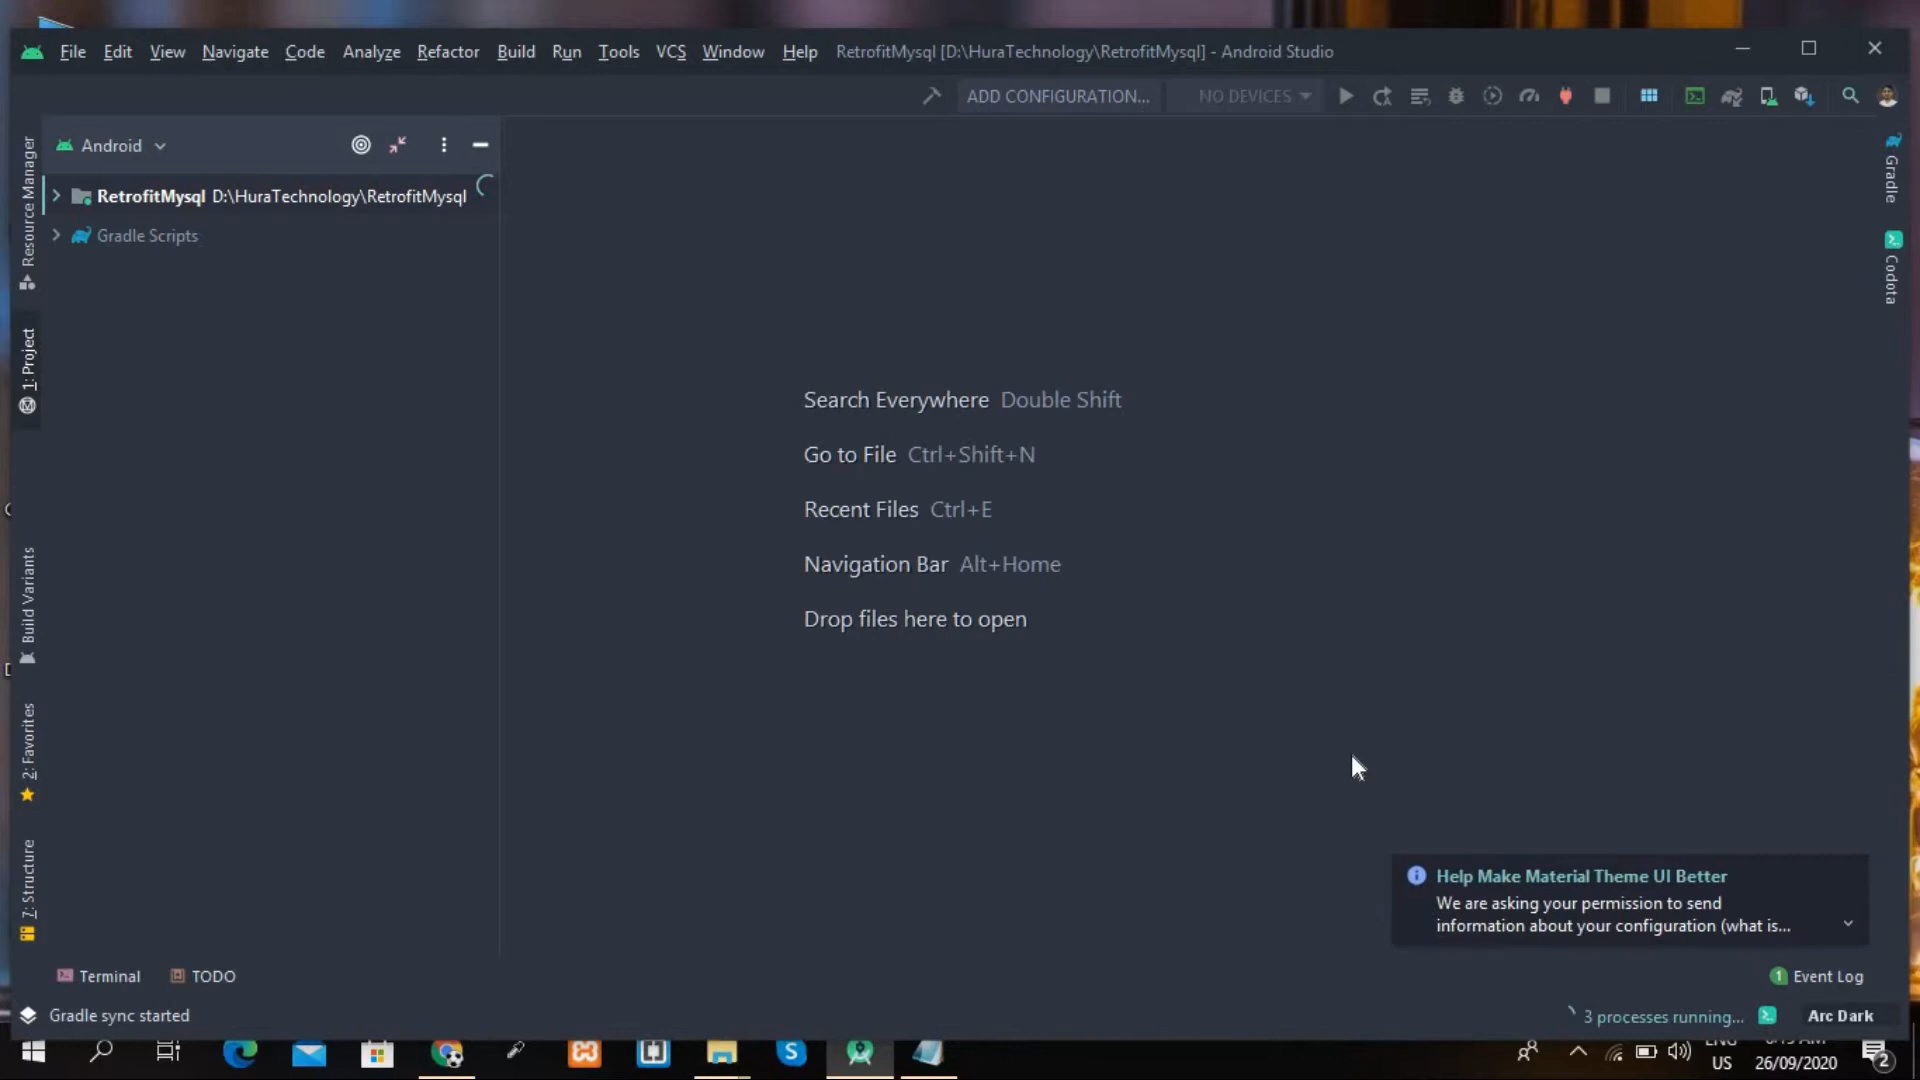 File Edit View Navigate Code Analyze Refactor Build Run Tools VCS Window Help RetrofitMysql [D:\HuraTechnology\RetrofitMysql] - Android Studio
ADD CONFIGURATION... NO DEVICES
Android
RetrofitMysql D:\HuraTechnology\RetrofitMysql
Gradle Scripts
Resource Manager
1: Project
Build Variants
2: Favorites
7: Structure
Gradle
Codota
Search Everywhere Double Shift
Go to File Ctrl+Shift+N
Recent Files Ctrl+E
Navigation Bar Alt+Home
Drop files here to open
Help Make Material Theme UI Better
We are asking your permission to send
information about your configuration (what is...
Terminal TODO
1 Event Log
Gradle sync started
3 processes running...
Arc Dark
ENG
US
26/09/2020
2